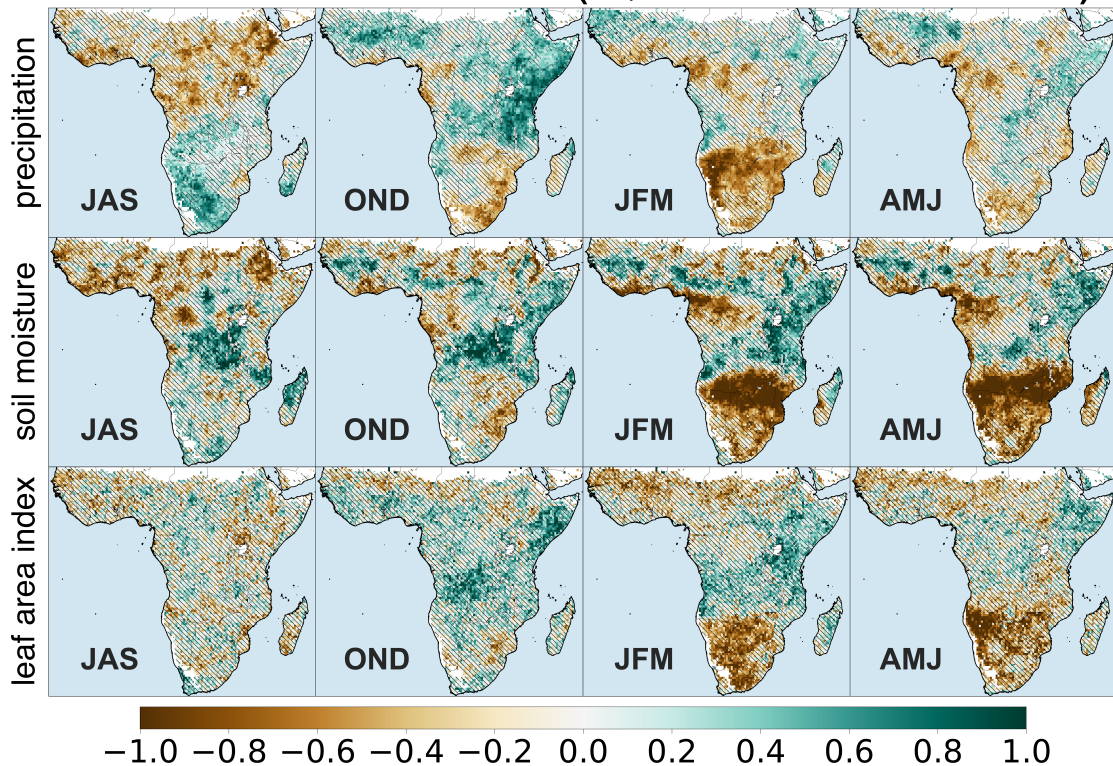 precipitation
JAS
OND
JFM
AMJ
soil moisture
JAS
OND
JFM
AMJ
leaf area index
JAS
OND
JFM
AMJ
−1.0 −0.8 −0.6 −0.4 −0.2 0.0 0.2 0.4 0.6 0.8 1.0